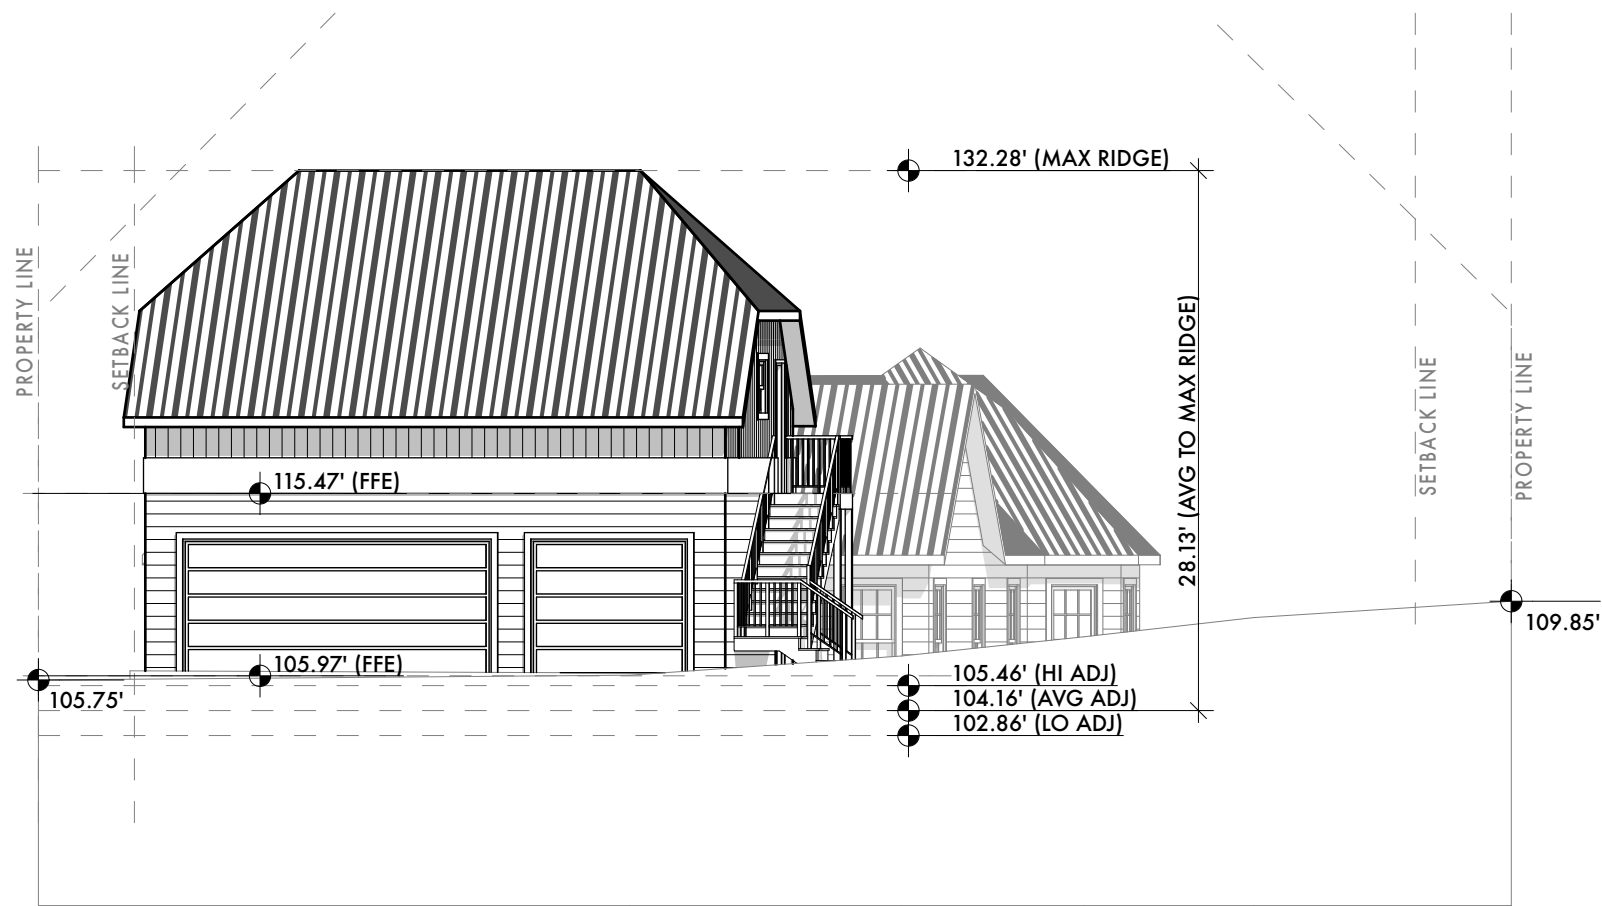 132.28' (MAX RIDGE)
PROPERTY LINE
SETBACK LINE
28.13' (AVG TO MAX RIDGE)
SETBACK LINE
PROPERTY LINE
115.47' (FFE)
109.85'
105.97' (FFE)
105.75'
105.46' (HI ADJ)
104.16' (AVG ADJ)
102.86' (LO ADJ)